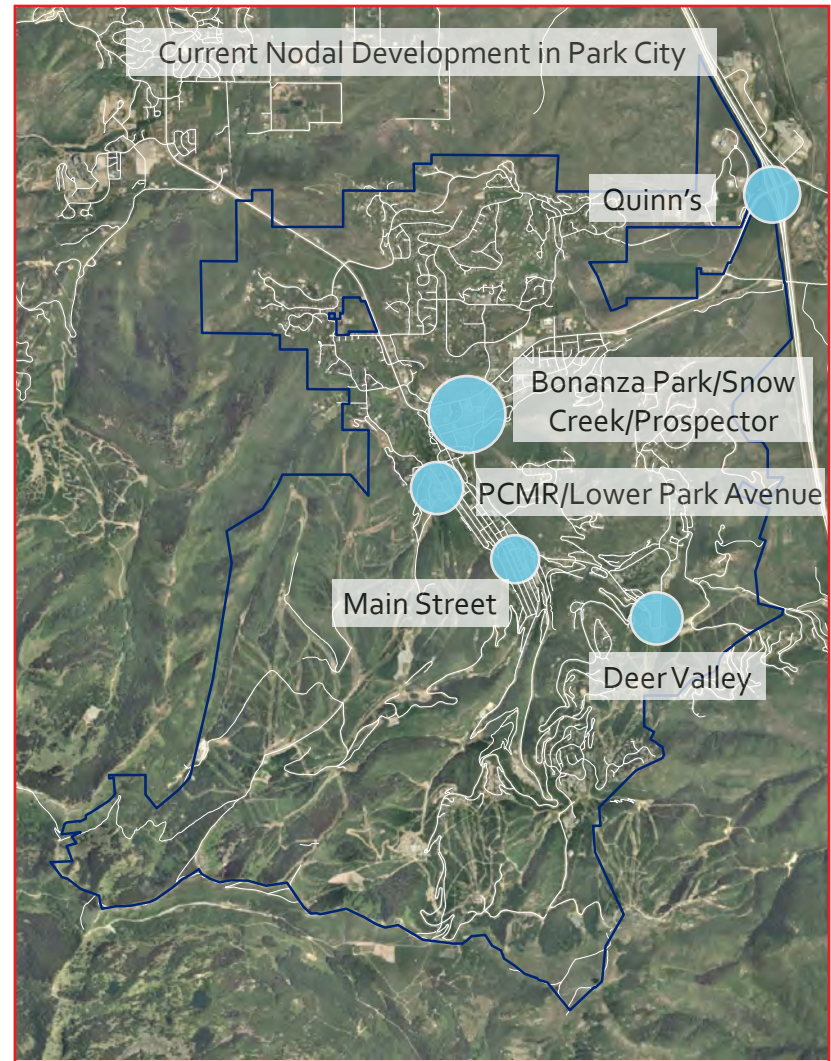 Current Nodal Development in Park City
Quinn's
Bonanza Park/Snow
Creek/Prospector
PCMR/Lower Park Avenue
Main Street
Deer Valley